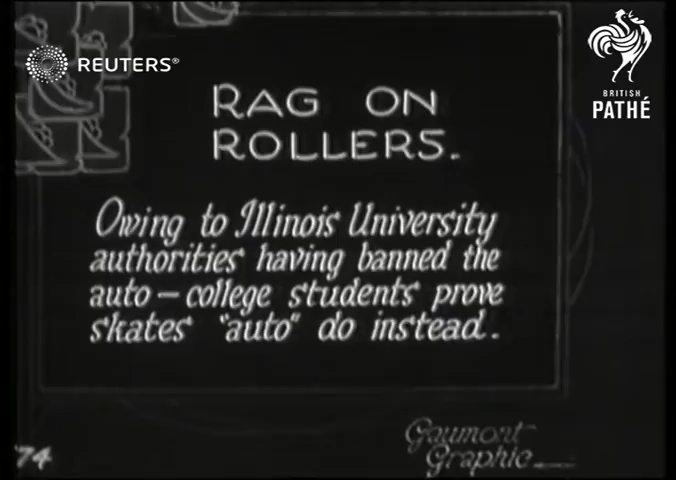 REUTERS®
BRITISH
PATHÉ
RAG ON
ROLLERS.
Owing to Illinois University
authorities having banned the
auto – college students prove
skates "auto" do instead.
Gaumont
Graphic
'74